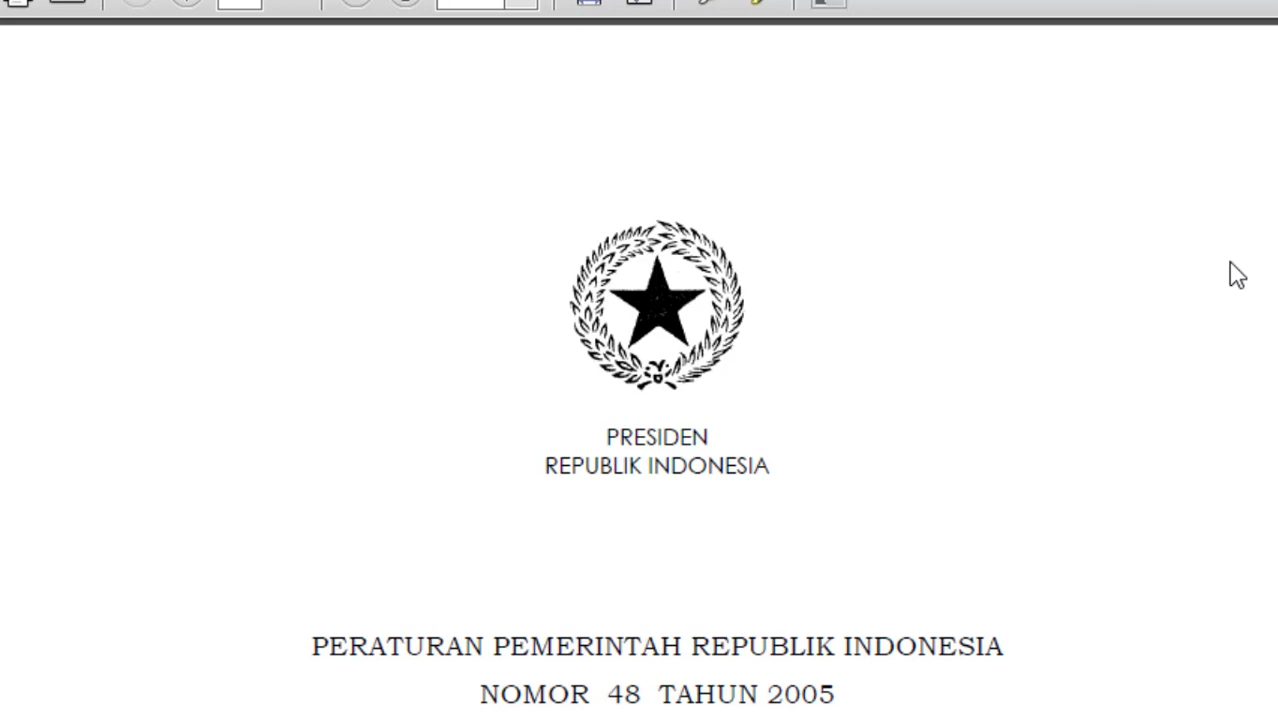 PRESIDEN
REPUBLIK INDONESIA
PERATURAN PEMERINTAH REPUBLIK INDONESIA
NOMOR 48 TAHUN 2005